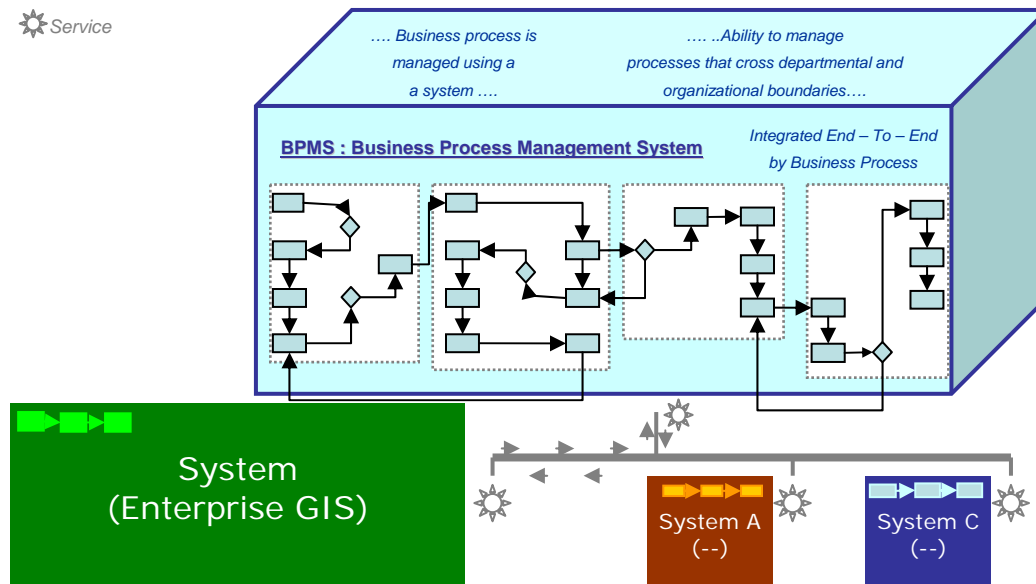 Service
…. Business process is
managed using a
a system ….
…. ..Ability to manage
processes that cross departmental and
organizational boundaries….
BPMS : Business Process Management System
Integrated End – To – End
by Business Process
System
(Enterprise GIS)
System A
(--)
System C
(--)